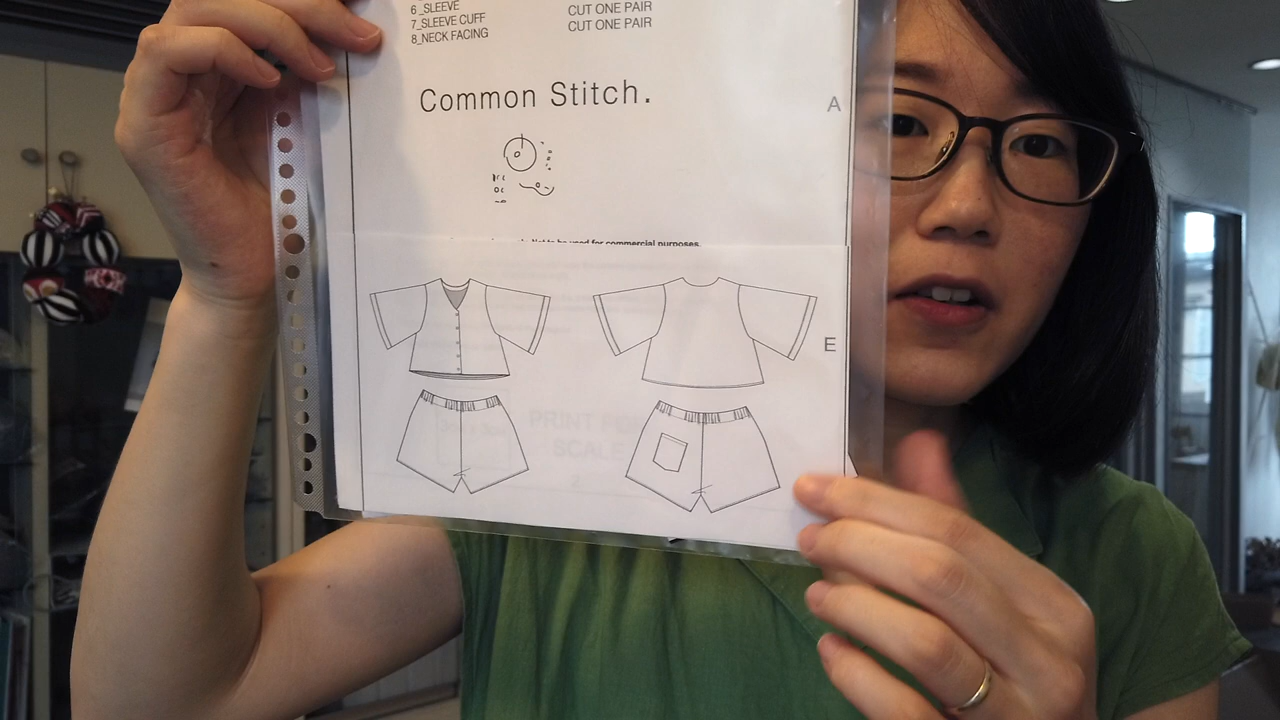 6_SLEEVE CUT ONE PAIR
7_SLEEVE CUFF CUT ONE PAIR
8_NECK FACING
Common Stitch.
A
Not to be used for commercial purposes.
E
PRINT
SCALE